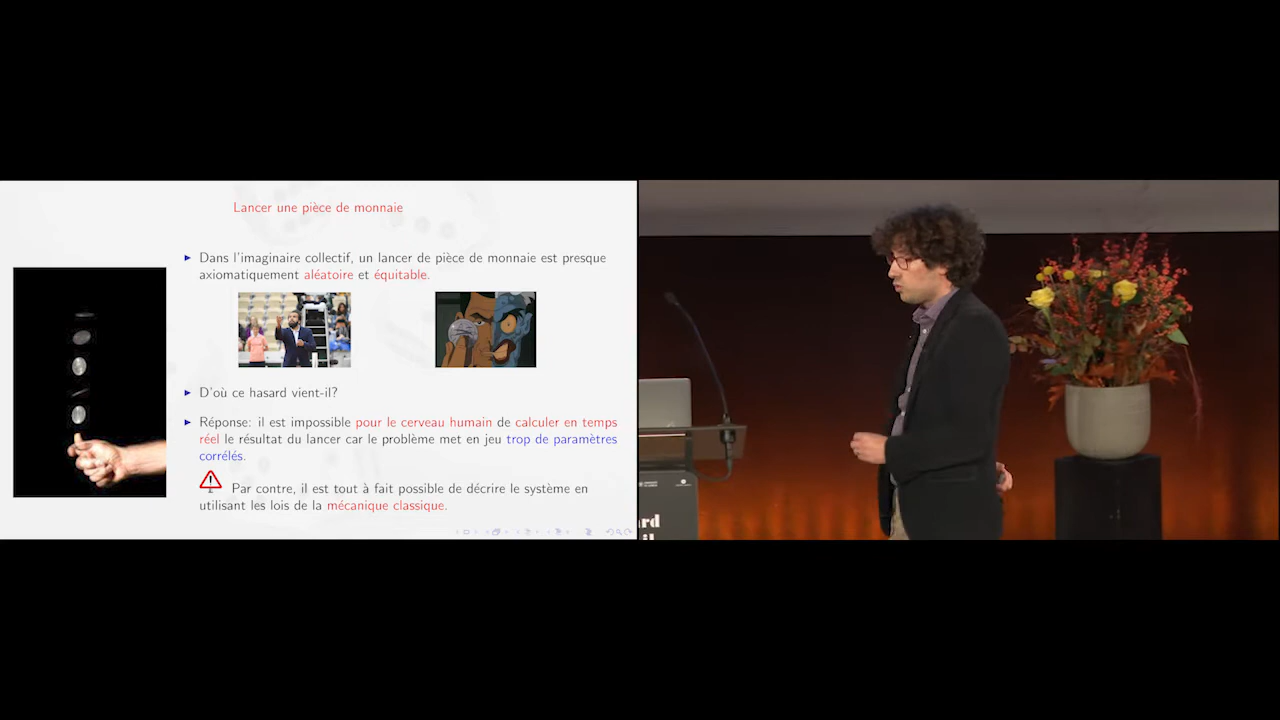 Lancer une pièce de monnaie
▶ Dans l'imaginaire collectif, un lancer de pièce de monnaie est presque
axiomatiquement aléatoire et équitable.
▶ D'où ce hasard vient-il?
▶ Réponse: il est impossible pour le cerveau humain de calculer en temps
réel le résultat du lancer car le problème met en jeu trop de paramètres
corrélés.
Par contre, il est tout à fait possible de décrire le système en
utilisant les lois de la mécanique classique.